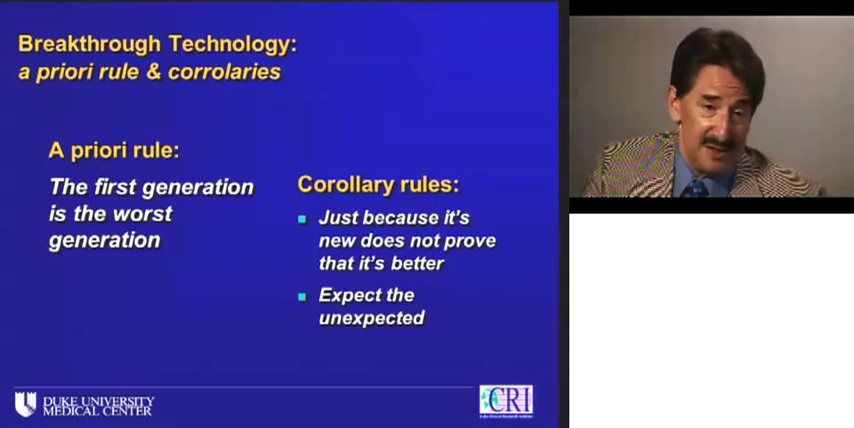 Breakthrough Technology:
a priori rule & corrolaries
A priori rule:
The first generation
is the worst
generation
Corollary rules:
Just because it's
new does not prove
that it's better
Expect the
unexpected
DUKE UNIVERSITY
MEDICAL CENTER
CRI